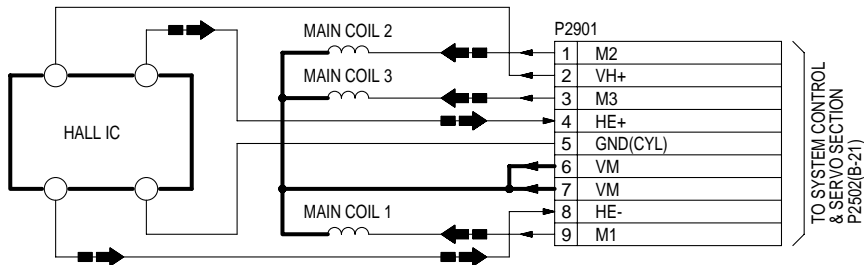 MAIN COIL 2
P2901
1 M2
2 VH+
MAIN COIL 3
3 M3
4 HE+
HALL IC
5 GND(CYL)
6 VM
7 VM
MAIN COIL 1
8 HE-
9 M1
TO SYSTEM CONTROL
& SERVO SECTION
P2502(B-21)